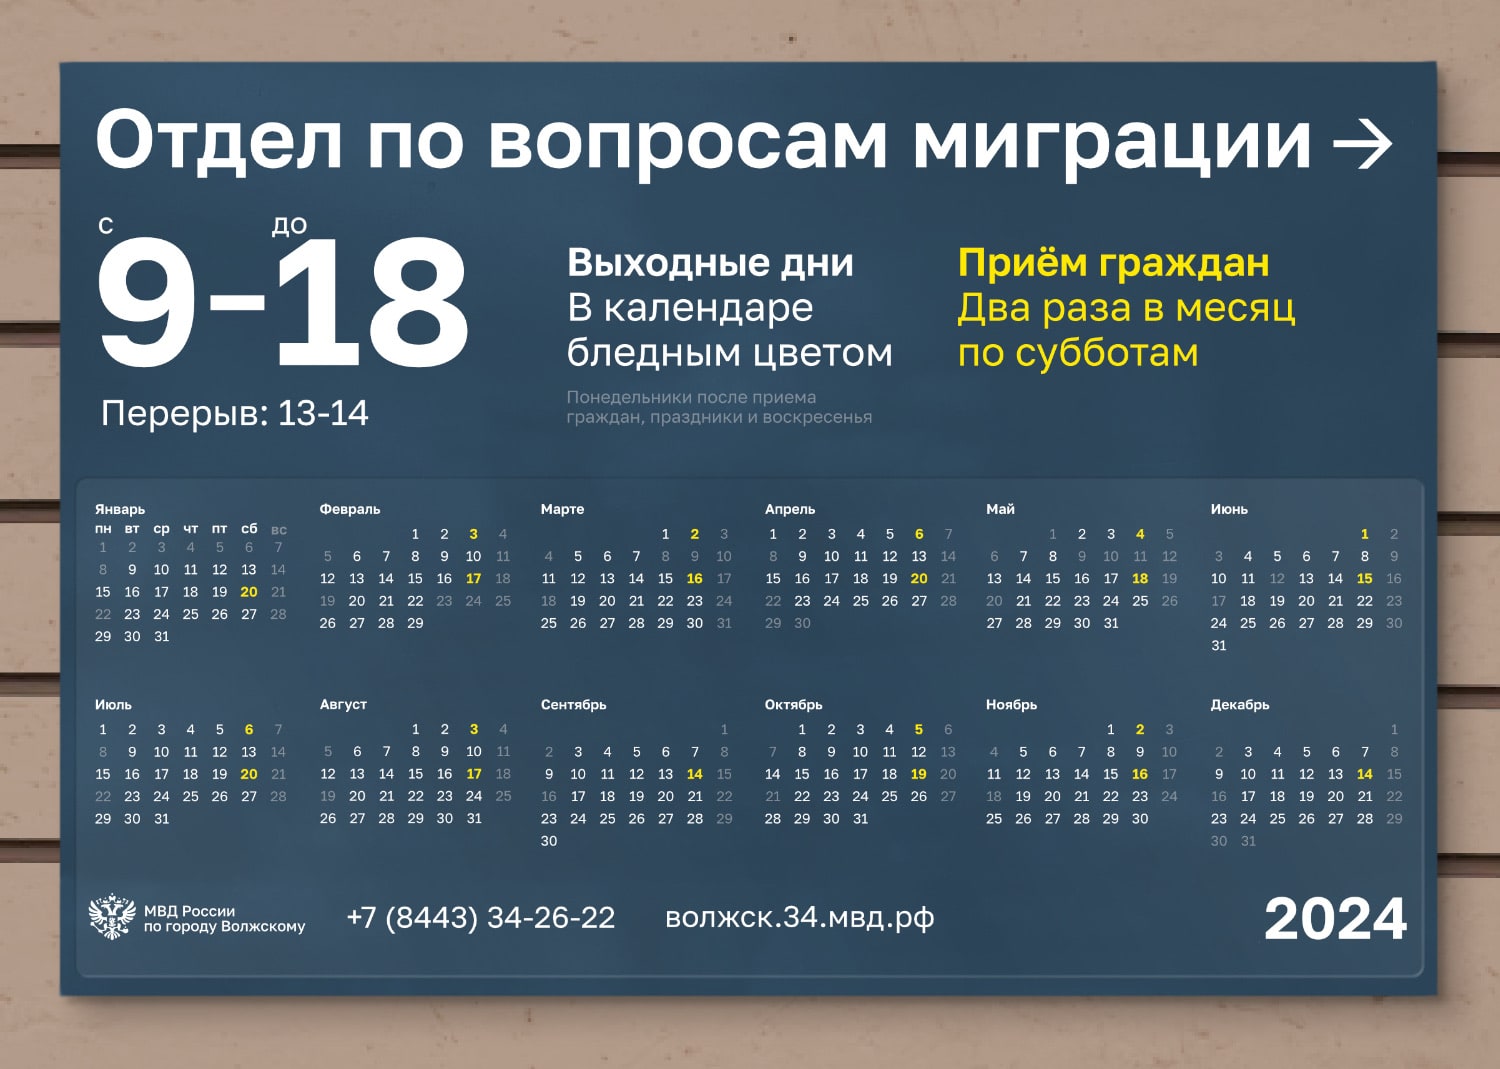 Отдел по вопросам миграции →
с до
9–18
Перерыв: 13-14
Выходные дни
В календаре
бледным цветом
Понедельники после приема
граждан, праздники и воскресенья
Приём граждан
Два раза в месяц
по субботам
Январь
пн вт ср чт пт сб вс
1 2 3 4 5 6 7
8 9 10 11 12 13 14
15 16 17 18 19 20 21
22 23 24 25 26 27 28
29 30 31
Февраль
1 2 3 4
5 6 7 8 9 10 11
12 13 14 15 16 17 18
19 20 21 22 23 24 25
26 27 28 29
Марте
1 2 3
4 5 6 7 8 9 10
11 12 13 14 15 16 17
18 19 20 21 22 23 24
25 26 27 28 29 30 31
Апрель
1 2 3 4 5 6 7
8 9 10 11 12 13 14
15 16 17 18 19 20 21
22 23 24 25 26 27 28
29 30
Май
1 2 3 4 5
6 7 8 9 10 11 12
13 14 15 16 17 18 19
20 21 22 23 24 25 26
27 28 29 30 31
Июнь
1 2
3 4 5 6 7 8 9
10 11 12 13 14 15 16
17 18 19 20 21 22 23
24 25 26 27 28 29 30
31
Июль
1 2 3 4 5 6 7
8 9 10 11 12 13 14
15 16 17 18 19 20 21
22 23 24 25 26 27 28
29 30 31
Август
1 2 3 4
5 6 7 8 9 10 11
12 13 14 15 16 17 18
19 20 21 22 23 24 25
26 27 28 29 30 31
Сентябрь
1
2 3 4 5 6 7 8
9 10 11 12 13 14 15
16 17 18 19 20 21 22
23 24 25 26 27 28 29
30
Октябрь
1 2 3 4 5 6
7 8 9 10 11 12 13
14 15 16 17 18 19 20
21 22 23 24 25 26 27
28 29 30 31
Ноябрь
1 2 3
4 5 6 7 8 9 10
11 12 13 14 15 16 17
18 19 20 21 22 23 24
25 26 27 28 29 30
Декабрь
1
2 3 4 5 6 7 8
9 10 11 12 13 14 15
16 17 18 19 20 21 22
23 24 25 26 27 28 29
30 31
МВД России
по городу Волжскому
+7 (8443) 34-26-22
волжск.34.мвд.рф
2024